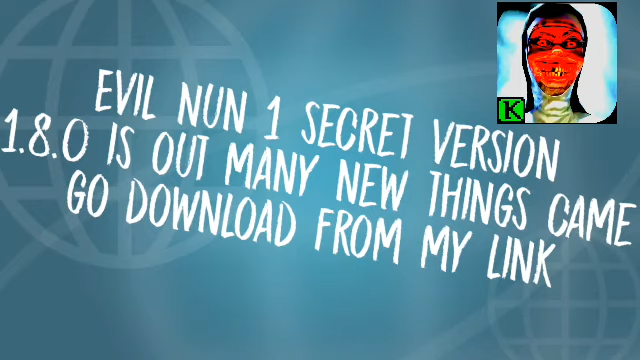 EVIL NUN 1 SECRET VERSION
1.8.0 IS OUT MANY NEW THINGS CAME
GO DOWNLOAD FROM MY LINK
K